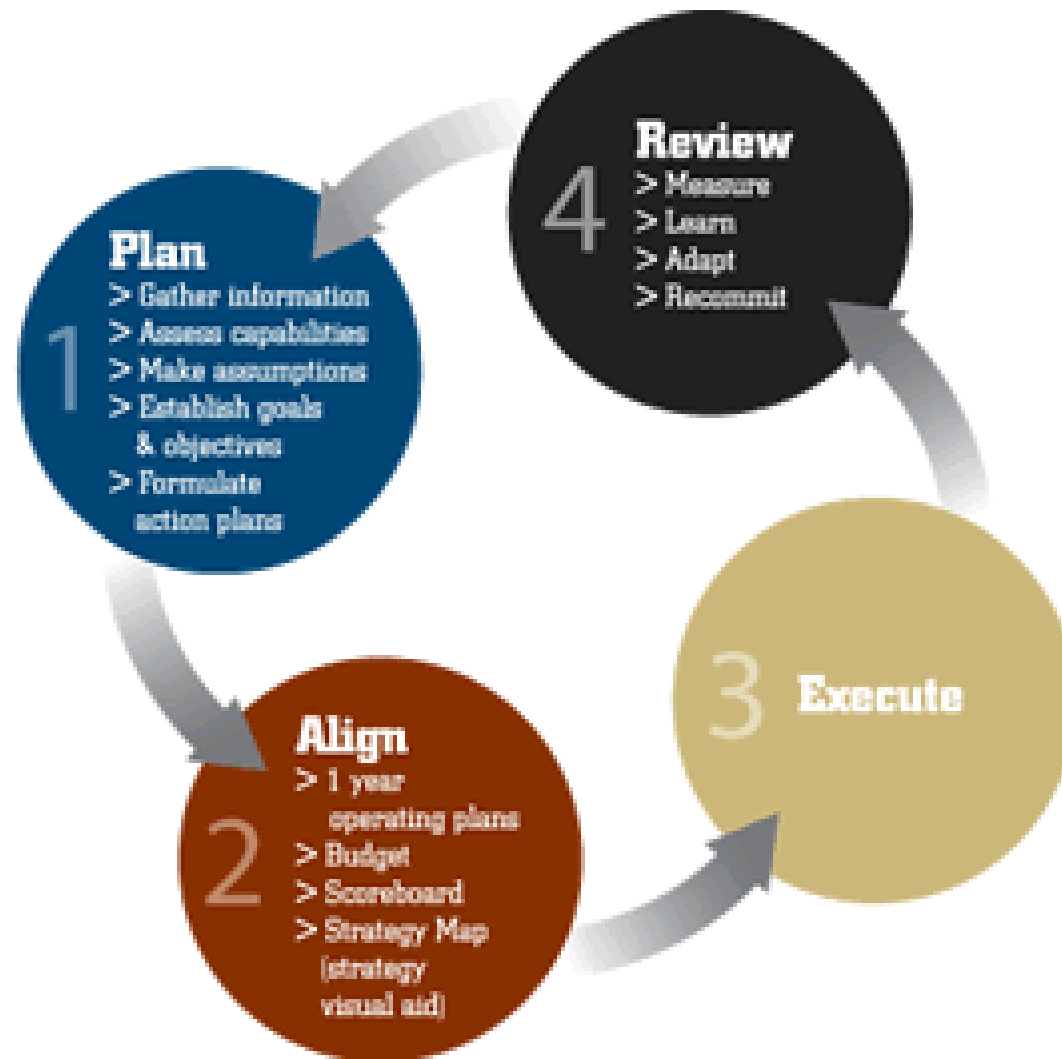 1
Plan
> Gather information
> Assess capabilities
> Make assumptions
> Establish goals
& objectives
> Formulate
action plans
2
Align
> 1 year
operating plans
> Budget
> Scoreboard
> Strategy Map
(strategy
visual aid)
3
Execute
4
Review
> Measure
> Learn
> Adapt
> Recommit